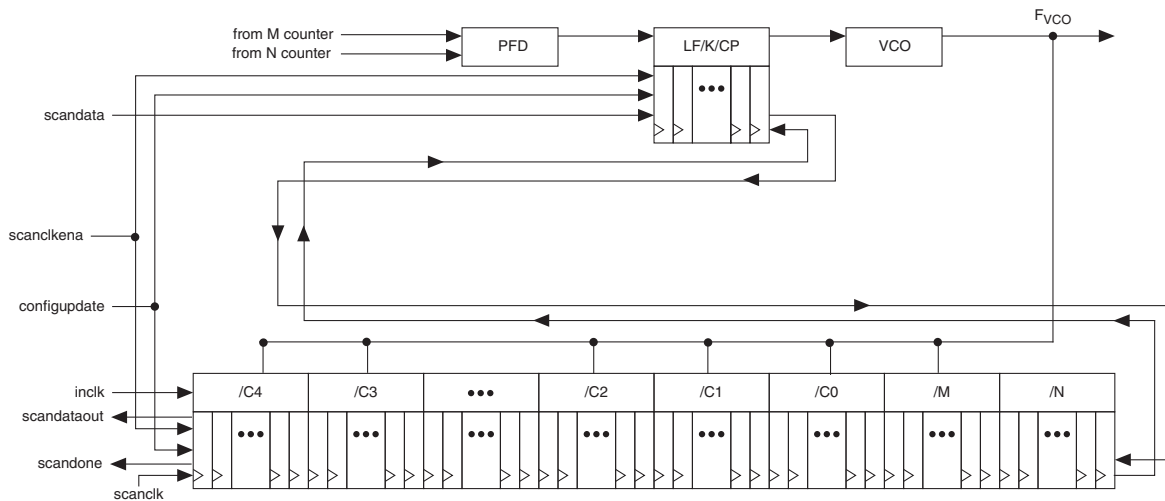 F_VCO
from M counter
from N counter
PFD
LF/K/CP
VCO
•••
scandata
scanclkena
configupdate
inclk
/C4
/C3
•••
/C2
/C1
/C0
/M
/N
scandataout
•••
•••
•••
•••
•••
•••
•••
•••
scandone
scanclk